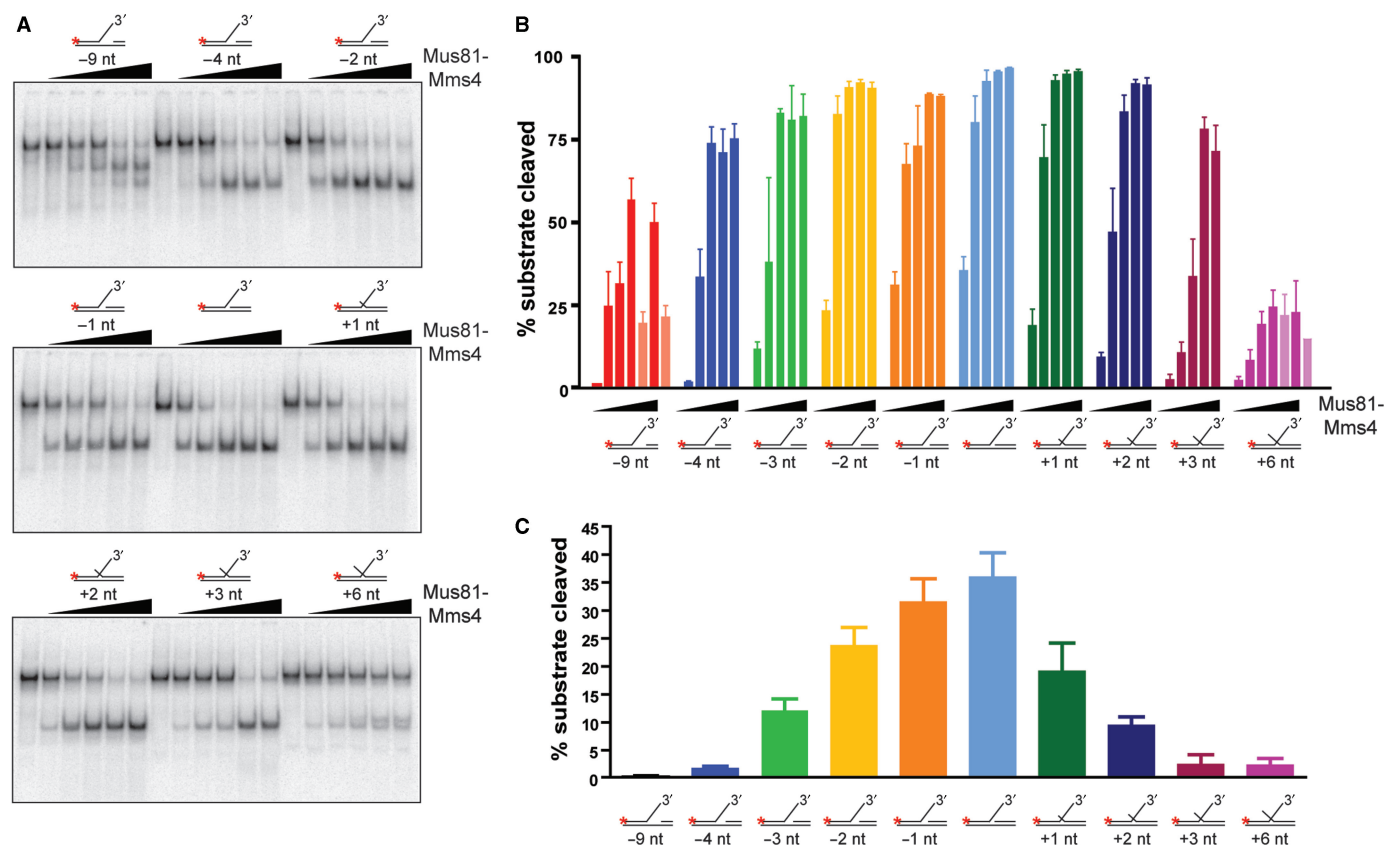 A
3′ 3′ 3′
−9 nt −4 nt −2 nt
Mus81-
Mms4
3′ 3′ 3′
−1 nt +1 nt
Mus81-
Mms4
3′ 3′ 3′
+2 nt +3 nt +6 nt
Mus81-
Mms4
B
% substrate cleaved
100
75
50
25
0
Mus81-
Mms4
3′ 3′ 3′ 3′ 3′ 3′ 3′ 3′ 3′ 3′
−9 nt −4 nt −3 nt −2 nt −1 nt +1 nt +2 nt +3 nt +6 nt
C
% substrate cleaved
45
40
35
30
25
20
15
10
5
0
3′ 3′ 3′ 3′ 3′ 3′ 3′ 3′ 3′ 3′
−9 nt −4 nt −3 nt −2 nt −1 nt +1 nt +2 nt +3 nt +6 nt